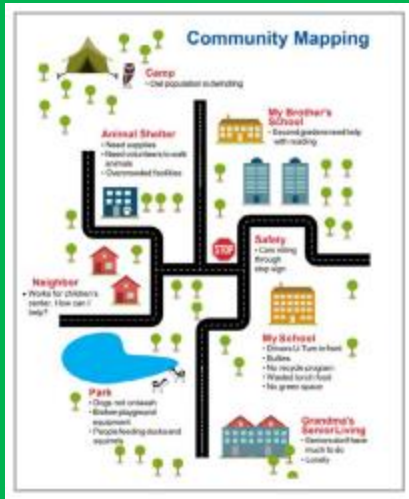 Community Mapping
Camp
• Owl population is dwindling
My Brother's
School
• Second graders need help
with reading
Animal Shelter
• Need supplies
• Need volunteers to walk
animals
• Overcrowded facilities
STOP
Safety
• Cars rolling
through
stop sign
Neighbor
• Works for children's
center. How can I
help?
My School
• Drivers U-Turn in front
• Bullies
• No recycle program
• Wasted lunch food
• No green space
Park
• Dogs not on leash
• Broken playground
equipment
• People feeding ducks and
squirrels
Grandma's
Senior Living
• Seniors don't have
much to do
• Lonely